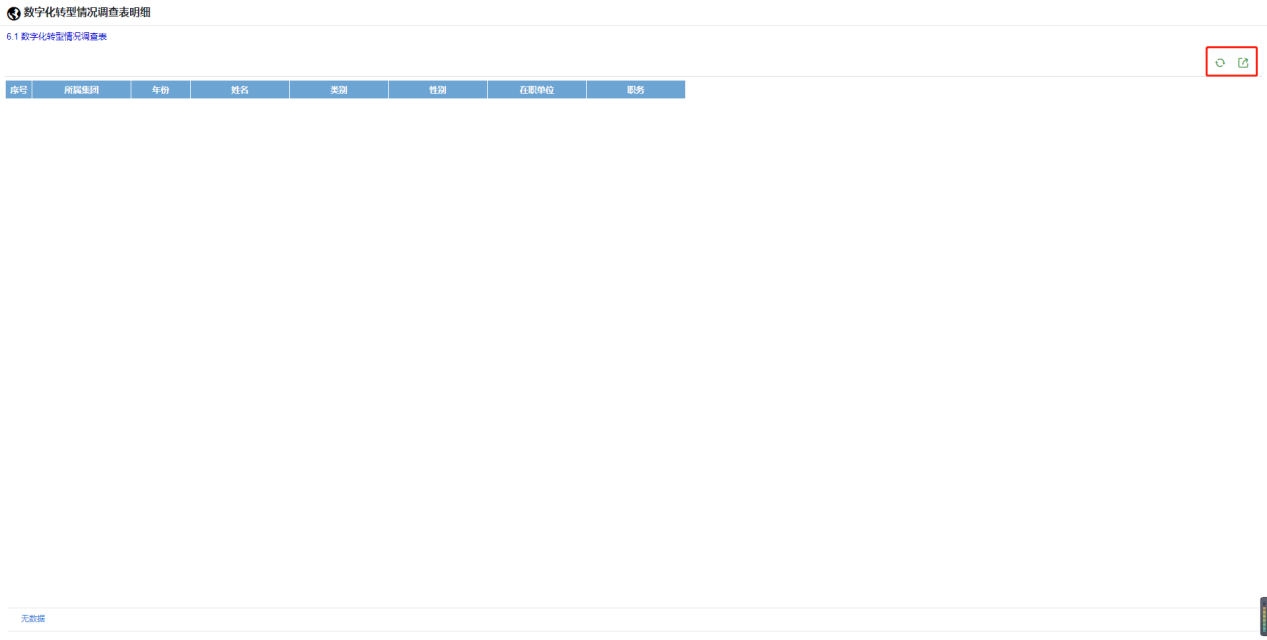 数字化转型情况调查表明细
6.1 数字化转型情况调查表
序号 所属集团 年份 姓名 类别 性别 在职单位 职务
无数据